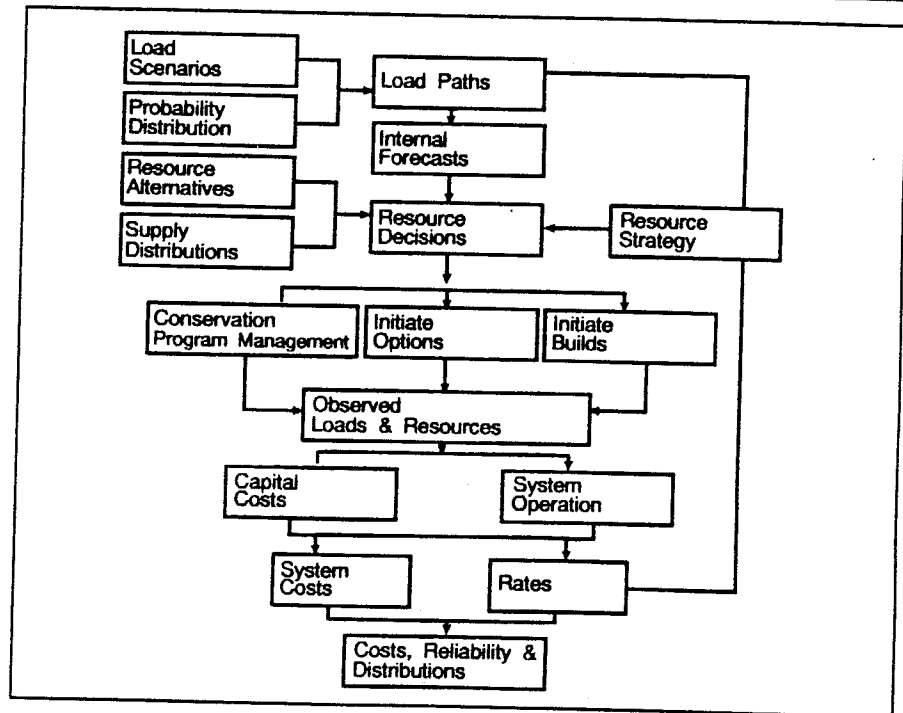 Load
Scenarios
Load Paths
Probability
Distribution
Internal
Forecasts
Resource
Alternatives
Resource
Decisions
Resource
Strategy
Supply
Distributions
Conservation
Program Management
Initiate
Options
Initiate
Builds
Observed
Loads & Resources
Capital
Costs
System
Operation
System
Costs
Rates
Costs, Reliability &
Distributions